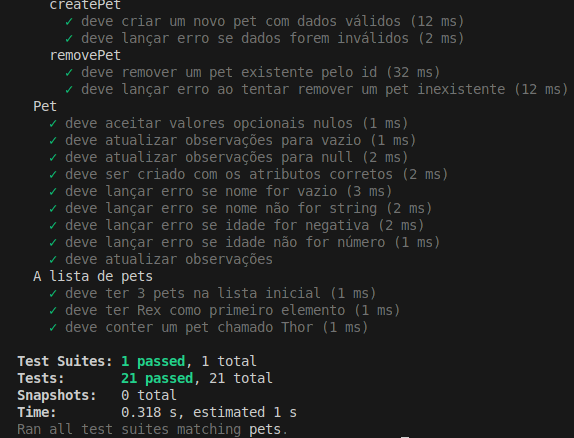 createPet
✓ deve criar um novo pet com dados válidos (12 ms)
✓ deve lançar erro se dados forem inválidos (2 ms)
removePet
✓ deve remover um pet existente pelo id (32 ms)
✓ deve lançar erro ao tentar remover um pet inexistente (12 ms)
Pet
✓ deve aceitar valores opcionais nulos (1 ms)
✓ deve atualizar observações para vazio (1 ms)
✓ deve atualizar observações para null (2 ms)
✓ deve ser criado com os atributos corretos (2 ms)
✓ deve lançar erro se nome for vazio (3 ms)
✓ deve lançar erro se nome não for string (2 ms)
✓ deve lançar erro se idade for negativa (2 ms)
✓ deve lançar erro se idade não for número (1 ms)
✓ deve atualizar observações
A lista de pets
✓ deve ter 3 pets na lista inicial (1 ms)
✓ deve ter Rex como primeiro elemento (1 ms)
✓ deve conter um pet chamado Thor (1 ms)
Test Suites: 1 passed, 1 total
Tests: 21 passed, 21 total
Snapshots: 0 total
Time: 0.318 s, estimated 1 s
Ran all test suites matching pets.